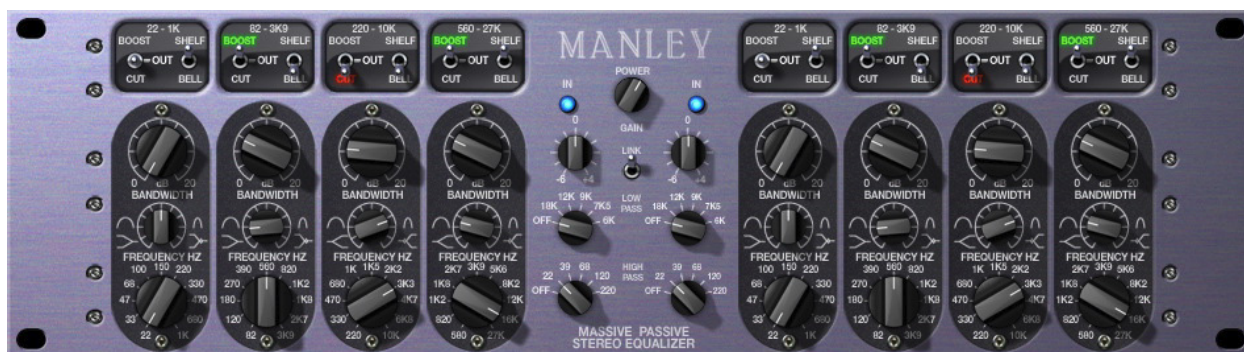 22 - 1K 82 - 3K9 220 - 10K 560 - 27K MANLEY 22 - 1K 82 - 3K9 220 - 10K 560 - 27K
BOOST SHELF BOOST SHELF BOOST SHELF BOOST SHELF BOOST SHELF BOOST SHELF BOOST SHELF BOOST SHELF
OUT OUT OUT OUT OUT OUT OUT OUT
CUT BELL CUT BELL CUT BELL CUT BELL POWER CUT BELL CUT BELL CUT BELL CUT BELL
IN IN
0 GAIN 0
LINK
-6 +4 -6 +4
0 dB 20 0 dB 20 0 dB 20 0 dB 20 0 dB 20 0 dB 20 0 dB 20 0 dB 20
BANDWIDTH BANDWIDTH BANDWIDTH BANDWIDTH BANDWIDTH BANDWIDTH BANDWIDTH BANDWIDTH
12K 9K LOW PASS 12K 9K
18K 7K5 18K 7K5
OFF 6K OFF 6K
FREQUENCY HZ FREQUENCY HZ FREQUENCY HZ FREQUENCY HZ FREQUENCY HZ FREQUENCY HZ FREQUENCY HZ FREQUENCY HZ
100 150 220 390 560 820 1K 1K5 2K2 2K7 3K9 5K6 39 68 HIGH PASS 39 68 100 150 220 390 560 820 1K 1K5 2K2 2K7 3K9 5K6
68 330 270 1K2 680 3K3 1K8 8K2 22 120 22 120 68 330 270 1K2 680 3K3 1K8 8K2
47 470 180 1K8 470 4K7 1K2 12K OFF 220 OFF 220 47 470 180 1K8 470 4K7 1K2 12K
33 680 120 2K7 330 6K8 820 16K 33 680 120 2K7 330 6K8 820 16K
22 1K 82 3K9 220 10K 560 27K 22 1K 82 3K9 220 10K 560 27K
MASSIVE PASSIVE
STEREO EQUALIZER